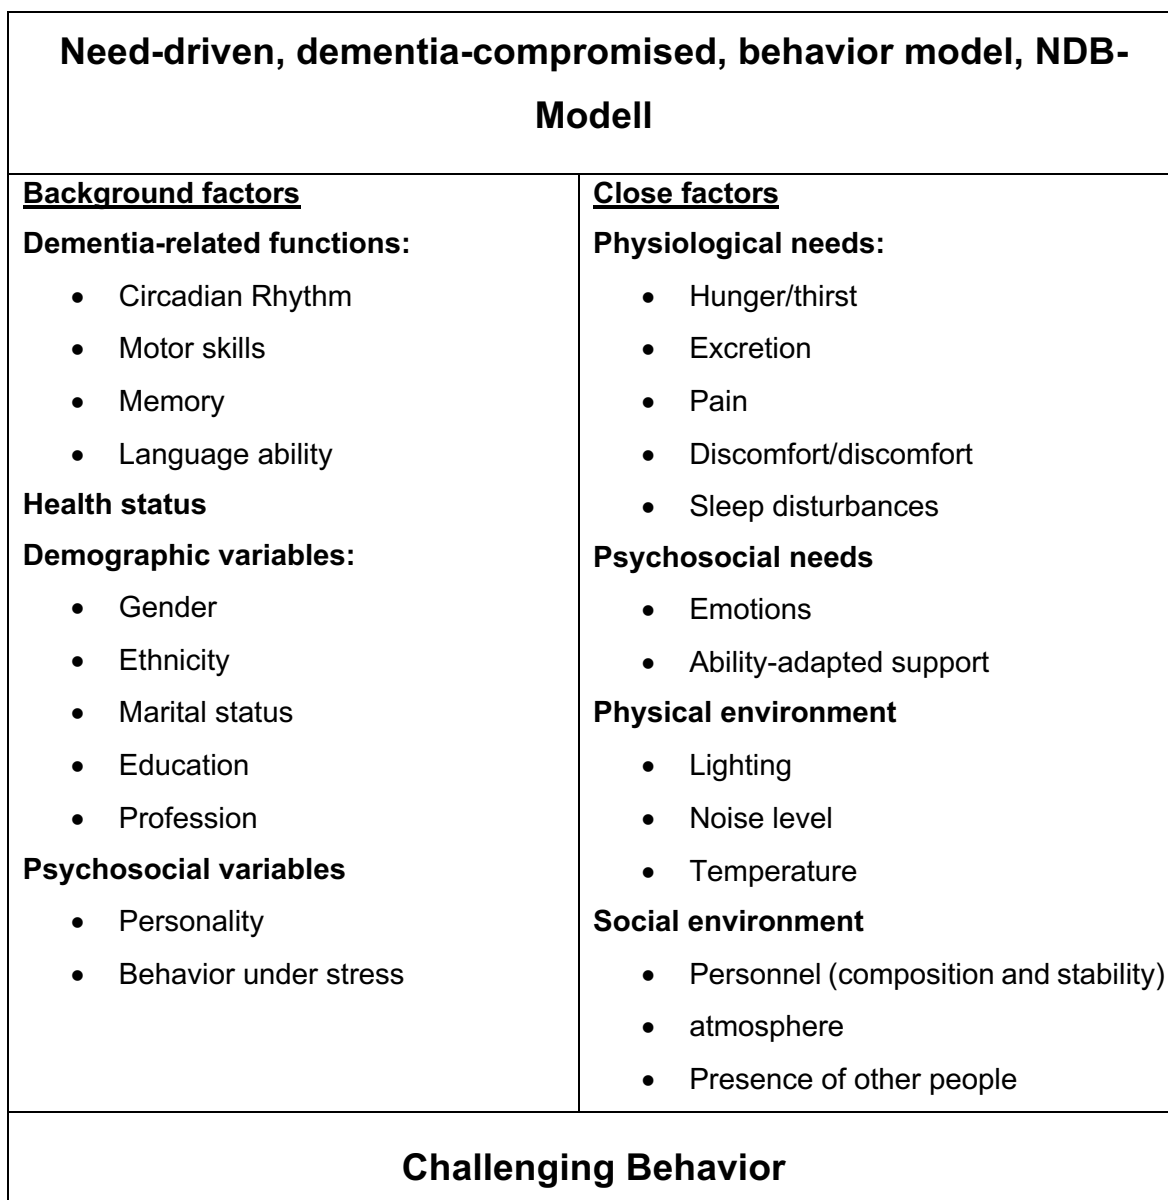 Need-driven, dementia-compromised, behavior model, NDB-
Modell
Background factors
Dementia-related functions:
• Circadian Rhythm
• Motor skills
• Memory
• Language ability
Health status
Demographic variables:
• Gender
• Ethnicity
• Marital status
• Education
• Profession
Psychosocial variables
• Personality
• Behavior under stress
Close factors
Physiological needs:
• Hunger/thirst
• Excretion
• Pain
• Discomfort/discomfort
• Sleep disturbances
Psychosocial needs
• Emotions
• Ability-adapted support
Physical environment
• Lighting
• Noise level
• Temperature
Social environment
• Personnel (composition and stability)
• atmosphere
• Presence of other people
Challenging Behavior